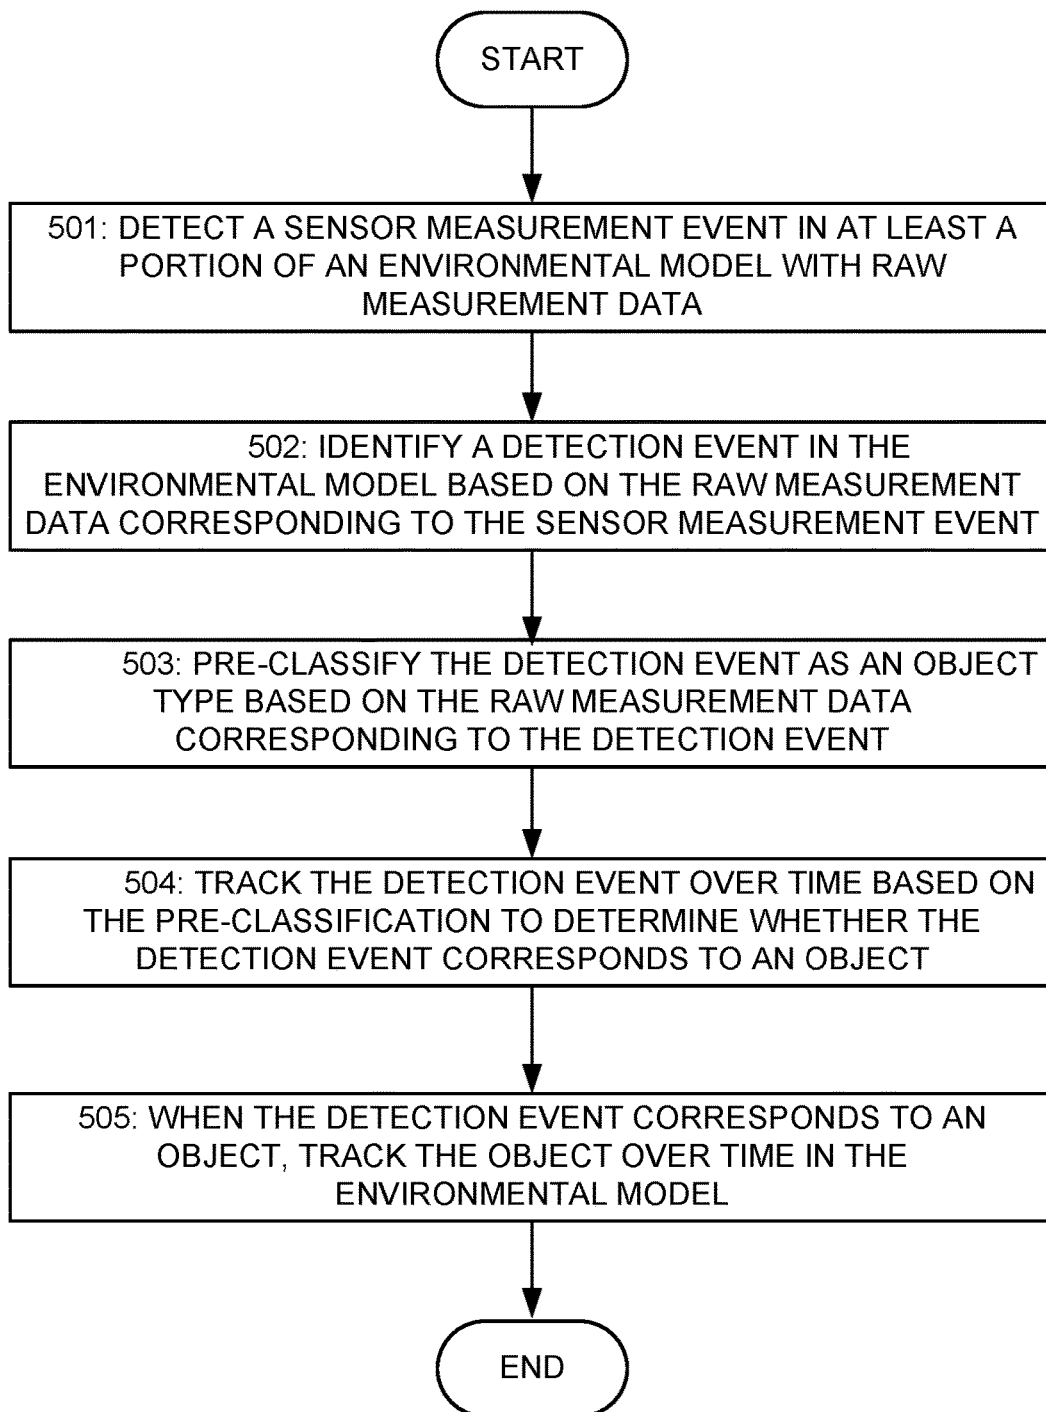 START
501: DETECT A SENSOR MEASUREMENT EVENT IN AT LEAST A
PORTION OF AN ENVIRONMENTAL MODEL WITH RAW
MEASUREMENT DATA
502: IDENTIFY A DETECTION EVENT IN THE
ENVIRONMENTAL MODEL BASED ON THE RAW MEASUREMENT
DATA CORRESPONDING TO THE SENSOR MEASUREMENT EVENT
503: PRE-CLASSIFY THE DETECTION EVENT AS AN OBJECT
TYPE BASED ON THE RAW MEASUREMENT DATA
CORRESPONDING TO THE DETECTION EVENT
504: TRACK THE DETECTION EVENT OVER TIME BASED ON
THE PRE-CLASSIFICATION TO DETERMINE WHETHER THE
DETECTION EVENT CORRESPONDS TO AN OBJECT
505: WHEN THE DETECTION EVENT CORRESPONDS TO AN
OBJECT, TRACK THE OBJECT OVER TIME IN THE
ENVIRONMENTAL MODEL
END